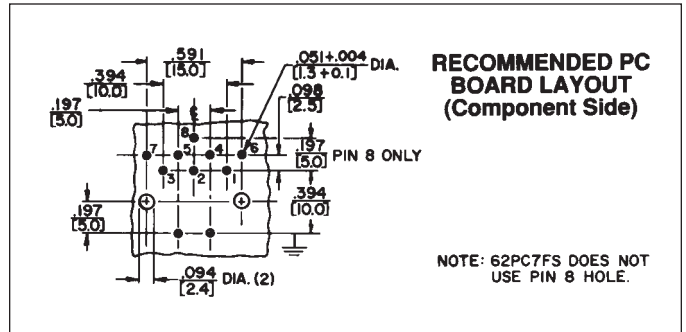 .591
[15.0]
.051+.004 DIA.
[1.3+0.1]
RECOMMENDED PC
BOARD LAYOUT
(Component Side)
.394
[10.0]
.098
[2.5]
.197
[5.0]
8
7 5 4 6
.197 PIN 8 ONLY
[5.0]
3 2 1
.394
[10.0]
.197
[5.0]
.094 DIA. (2)
[2.4]
NOTE: 62PC7FS DOES NOT
USE PIN 8 HOLE.